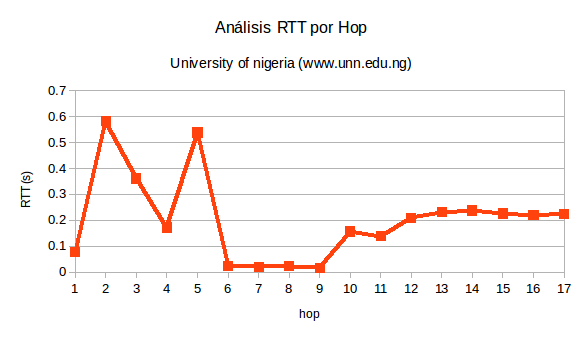 Análisis RTT por Hop
University of nigeria (www.unn.edu.ng)
0.7
0.6
0.5
0.4
0.3
0.2
0.1
0
RTT (s)
1 2 3 4 5 6 7 8 9 10 11 12 13 14 15 16 17
hop